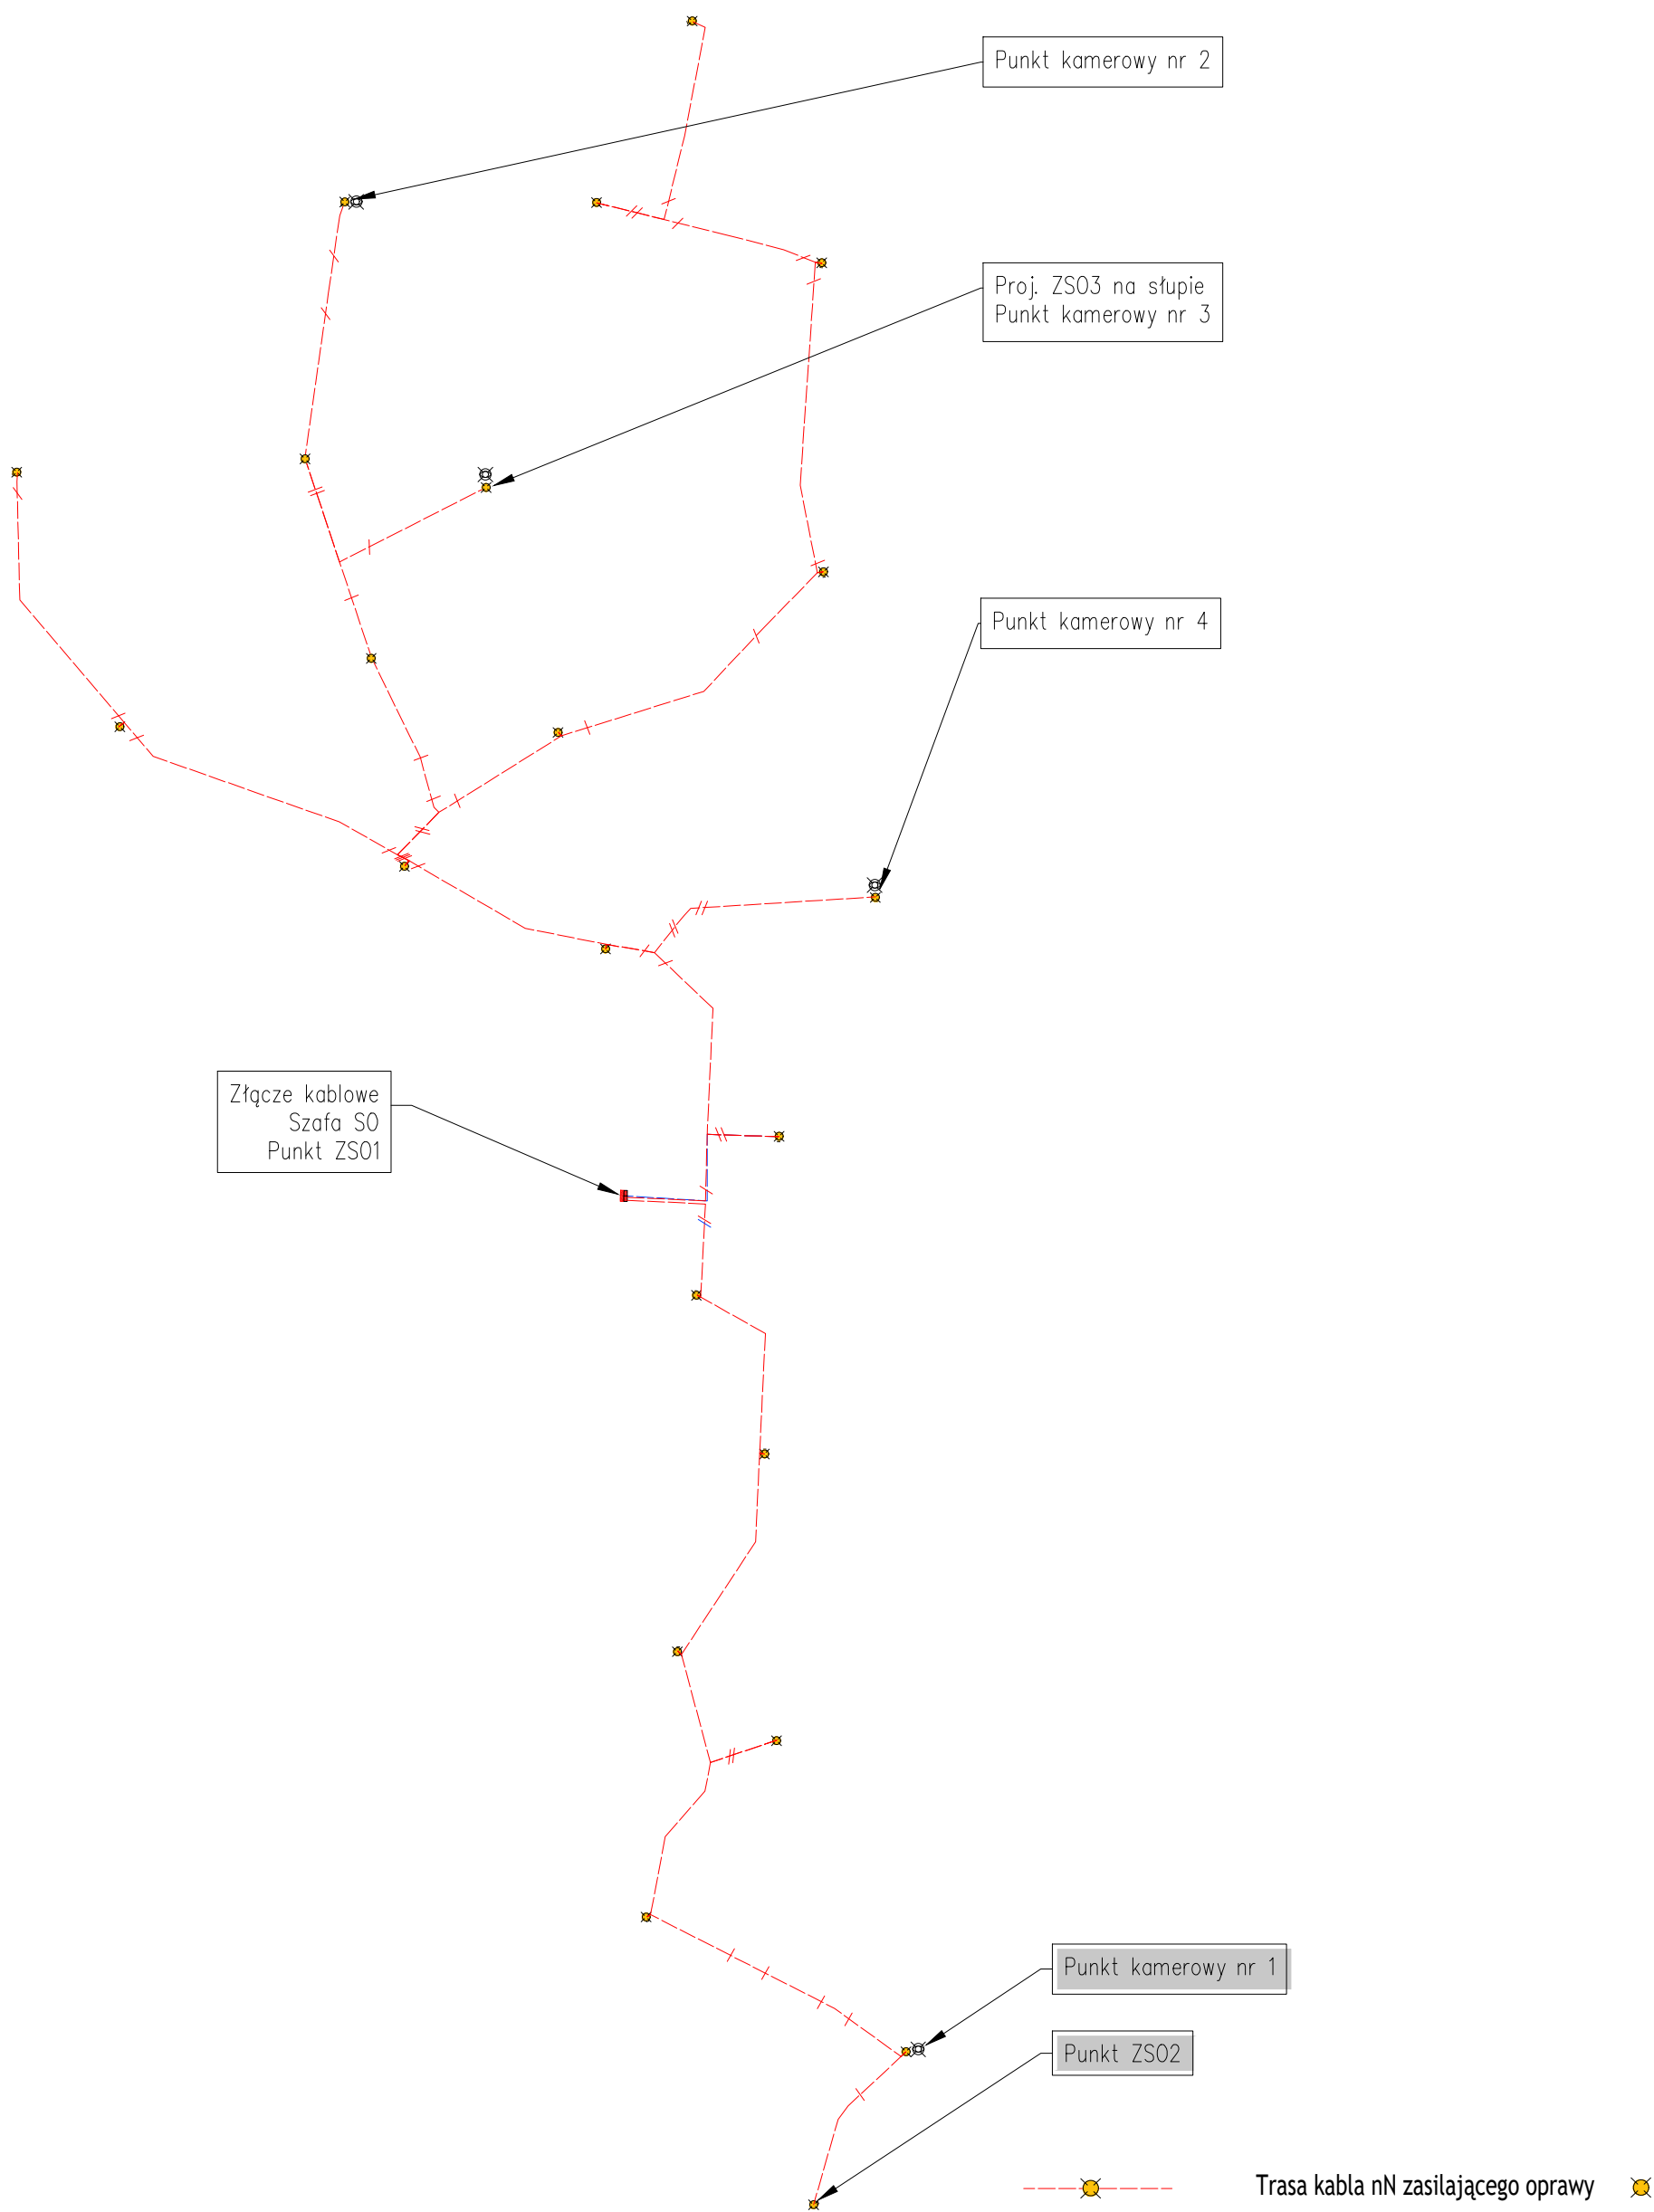 Punkt kamerowy nr 2
Proj. ZSO3 na słupie
Punkt kamerowy nr 3
Punkt kamerowy nr 4
Złącze kablowe
Szafa SO
Punkt ZSO1
Punkt kamerowy nr 1
Punkt ZSO2
Trasa kabla nN zasilającego oprawy